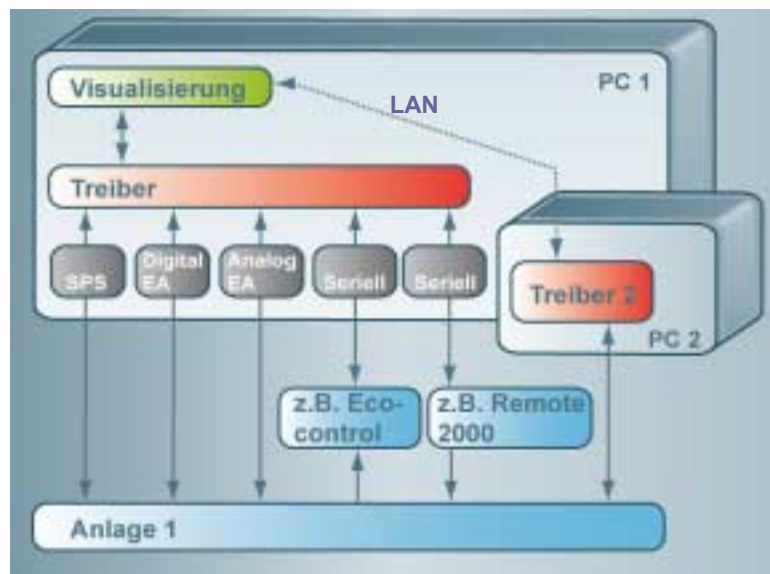 Visualisierung
PC 1
LAN
Treiber
SPS
Digital
EA
Analog
EA
Seriell
Seriell
Treiber 2
PC 2
z.B. Eco-
control
z.B. Remote
2000
Anlage 1